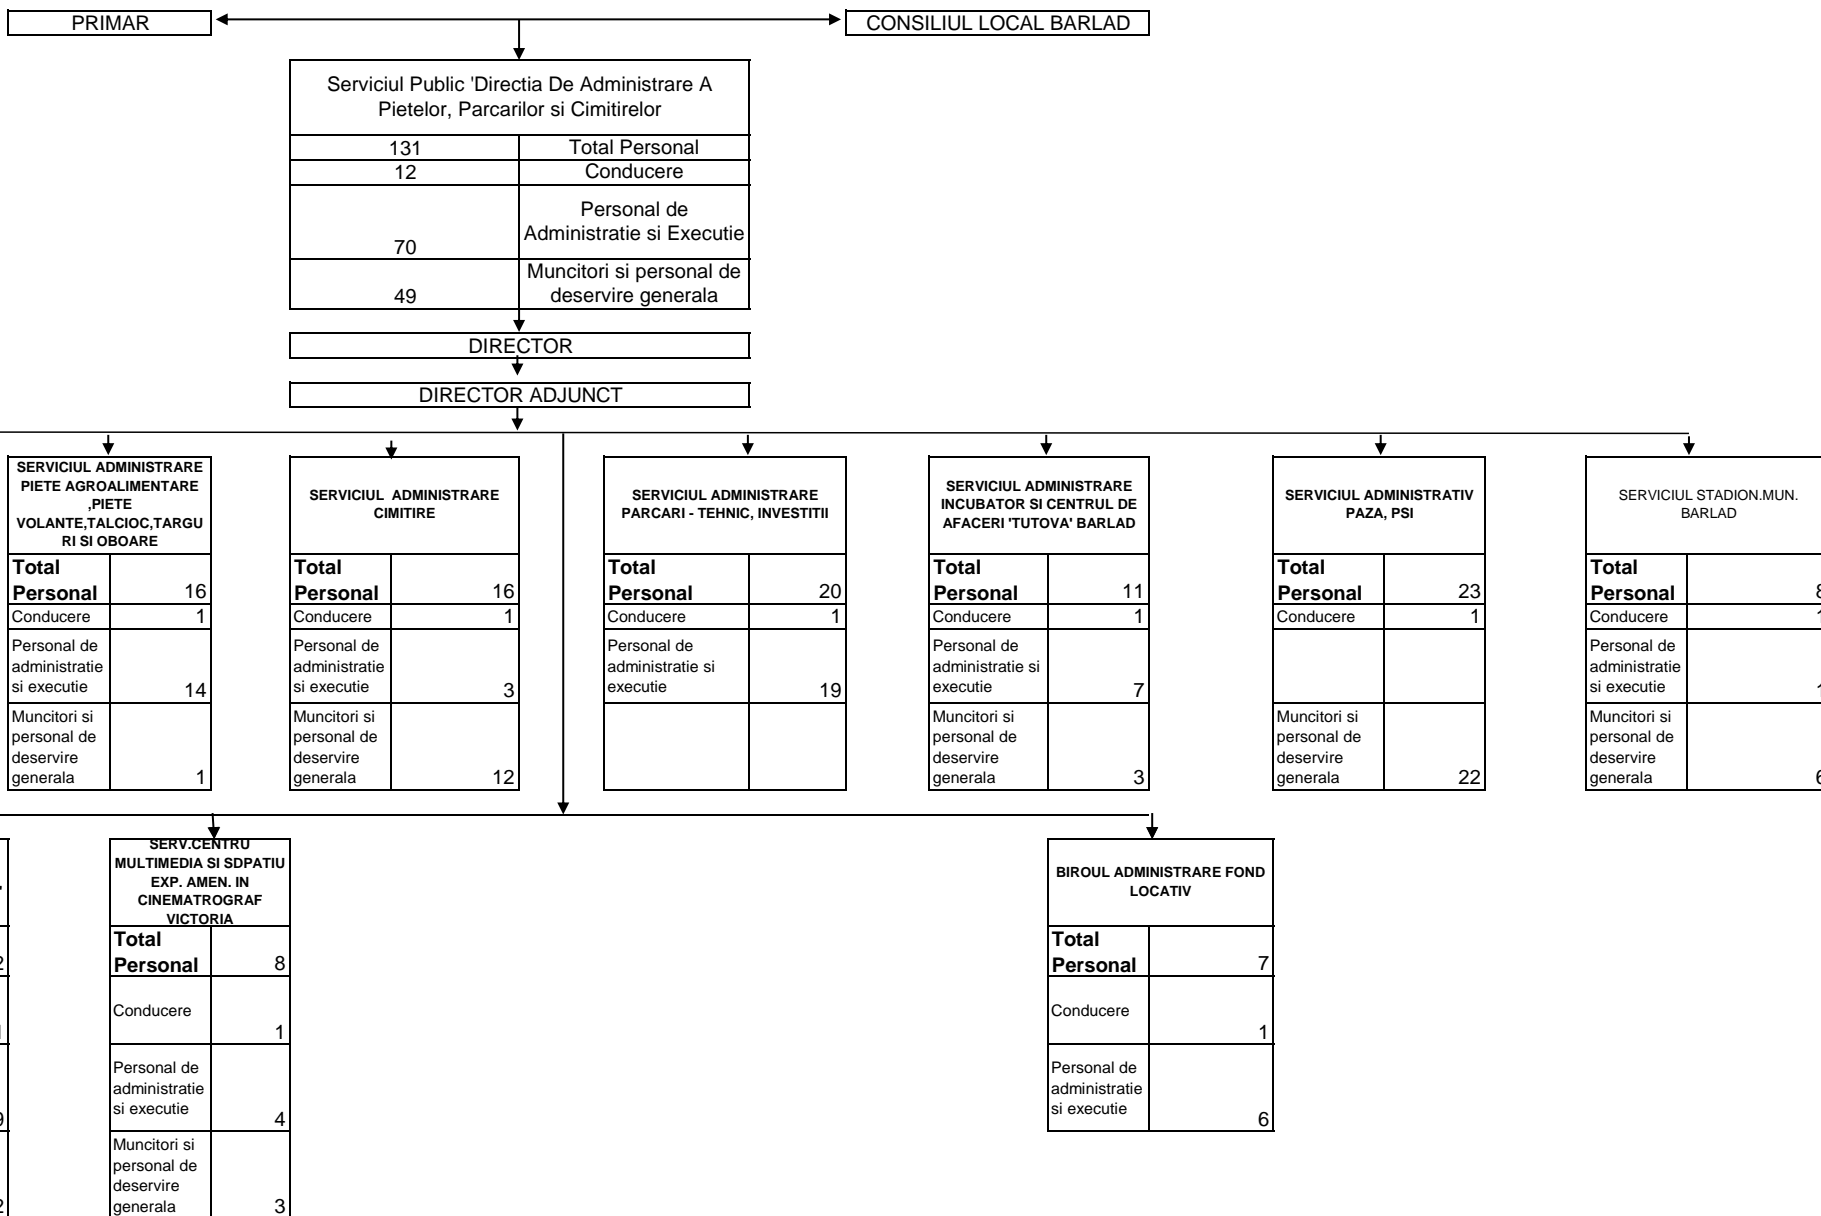 PRIMAR
CONSILIUL LOCAL BARLAD
Serviciul Public 'Directia De Administrare A
Pietelor, Parcarilor si Cimitirelor
131 Total Personal
12 Conducere
Personal de
Administratie si Executie
70
Muncitori si personal de
deservire generala
49
DIRECTOR
DIRECTOR ADJUNCT
SERVICIUL ADMINISTRARE
PIETE AGROALIMENTARE
,PIETE
VOLANTE,TALCIOC,TARGU
RI SI OBOARE
Total
Personal 16
Conducere 1
Personal de
administratie
si executie 14
Muncitori si
personal de
deservire
generala 1
SERVICIUL ADMINISTRARE
CIMITIRE
Total
Personal 16
Conducere 1
Personal de
administratie
si executie 3
Muncitori si
personal de
deservire
generala 12
SERVICIUL ADMINISTRARE
PARCARI - TEHNIC, INVESTITII
Total
Personal 20
Conducere 1
Personal de
administratie si
executie 19
SERVICIUL ADMINISTRARE
INCUBATOR SI CENTRUL DE
AFACERI 'TUTOVA' BARLAD
Total
Personal 11
Conducere 1
Personal de
administratie si
executie 7
Muncitori si
personal de
deservire
generala 3
SERVICIUL ADMINISTRATIV
PAZA, PSI
Total
Personal 23
Conducere 1
Muncitori si
personal de
deservire
generala 22
SERVICIUL STADION.MUN.
BARLAD
Total
Personal 8
Conducere 1
Personal de
administratie
si executie 1
Muncitori si
personal de
deservire
generala 6
SERV.CENTRU
MULTIMEDIA SI SDPATIU
EXP. AMEN. IN
CINEMATROGRAF
VICTORIA
Total
Personal 8
Conducere
1
Personal de
administratie
si executie 4
Muncitori si
personal de
deservire
generala 3
BIROUL ADMINISTRARE FOND
LOCATIV
Total
Personal 7
Conducere
1
Personal de
administratie
si executie 6